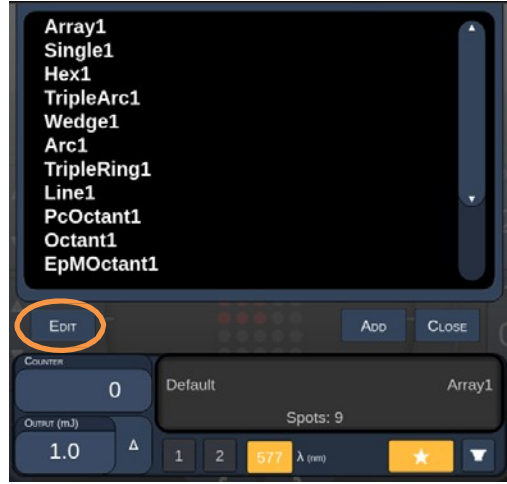 Array1
Single1
Hex1
TripleArc1
Wedge1
Arc1
TripleRing1
Line1
PcOctant1
Octant1
EpMOctant1
EDIT
ADD
CLOSE
COUNTER
0
Default
Array1
Spots: 9
OUTPUT (mJ)
1.0
Δ
1
2
577
λ (nm)